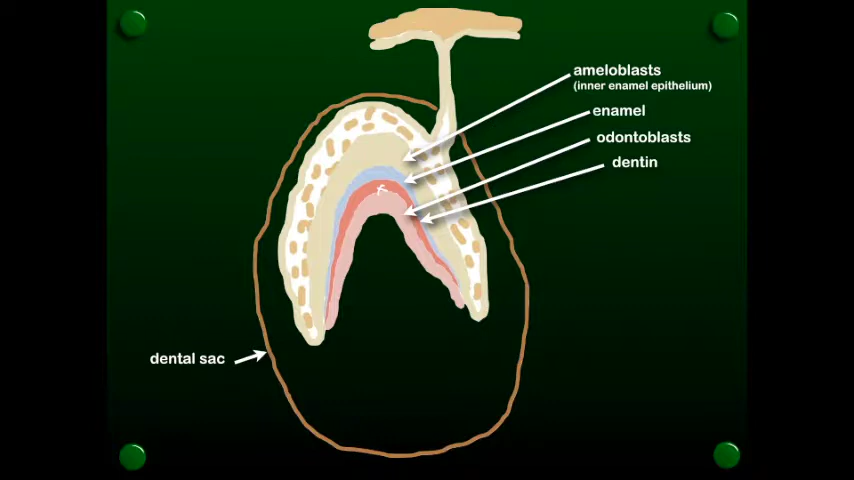 ameloblasts
(inner enamel epithelium)
enamel
odontoblasts
dentin
dental sac